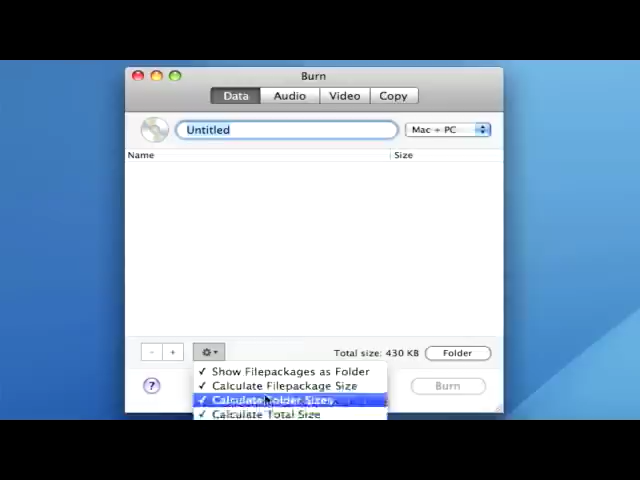 Burn
Data Audio Video Copy
Untitled Mac + PC
Name Size
- + Total size: 430 KB Folder
✓ Show Filepackages as Folder
✓ Calculate Filepackage Size
? Burn
✓ Calculate Folder Sizes
✓ Calculate Total Size